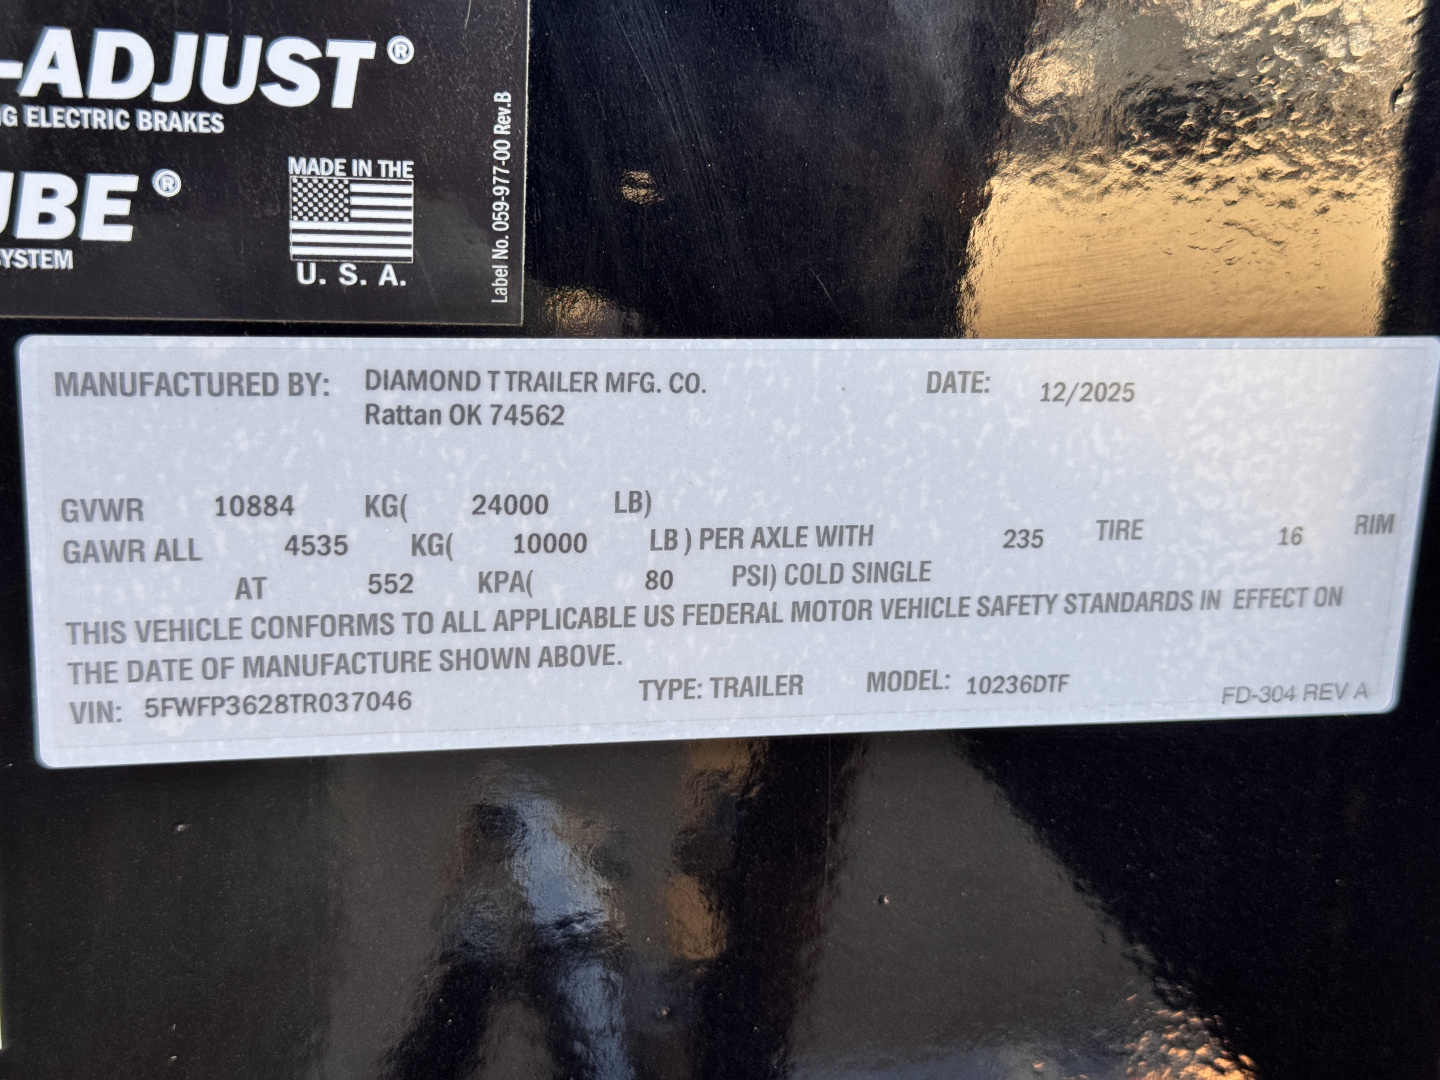 -ADJUST®
G ELECTRIC BRAKES
UBE®
SYSTEM
MADE IN THE
U. S. A.
Label No. 059-977-00 Rev.B
MANUFACTURED BY: DIAMOND T TRAILER MFG. CO. DATE: 12/2025
Rattan OK 74562
GVWR 10884 KG( 24000 LB)
GAWR ALL 4535 KG( 10000 LB) PER AXLE WITH 235 TIRE 16 RIM
AT 552 KPA( 80 PSI) COLD SINGLE
THIS VEHICLE CONFORMS TO ALL APPLICABLE US FEDERAL MOTOR VEHICLE SAFETY STANDARDS IN EFFECT ON
THE DATE OF MANUFACTURE SHOWN ABOVE.
VIN: 5FWFP3628TR037046 TYPE: TRAILER MODEL: 10236DTF FD-304 REV A